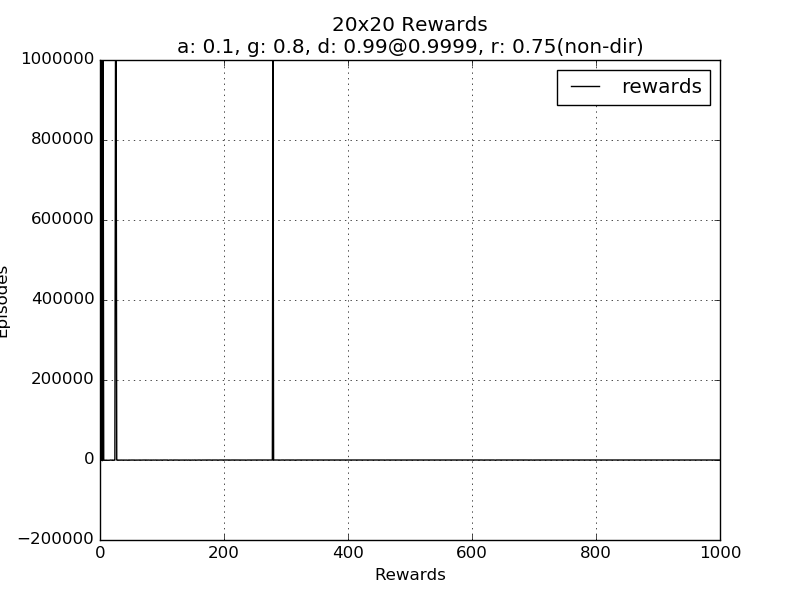 20x20 Rewards
a: 0.1, g: 0.8, d: 0.99@0.9999, r: 0.75(non-dir)
rewards
1000000
800000
600000
400000
200000
0
−200000
Episodes
0 200 400 600 800 1000
Rewards